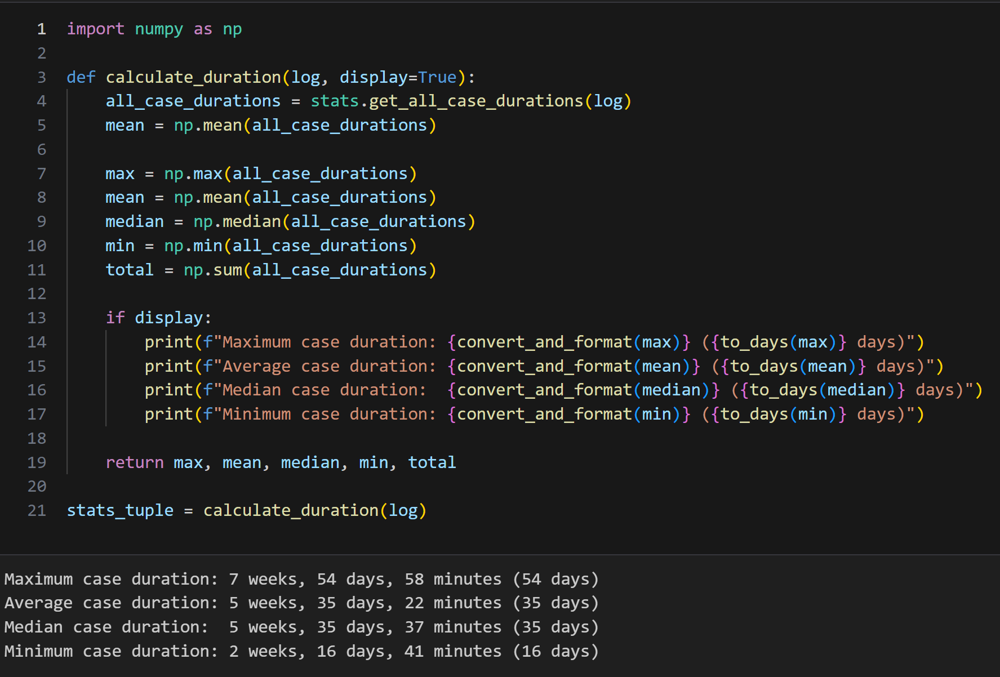 1 import numpy as np
2
3 def calculate_duration(log, display=True):
4     all_case_durations = stats.get_all_case_durations(log)
5     mean = np.mean(all_case_durations)
6
7     max = np.max(all_case_durations)
8     mean = np.mean(all_case_durations)
9     median = np.median(all_case_durations)
10     min = np.min(all_case_durations)
11     total = np.sum(all_case_durations)
12
13     if display:
14         print(f"Maximum case duration: {convert_and_format(max)} ({to_days(max)} days)")
15         print(f"Average case duration: {convert_and_format(mean)} ({to_days(mean)} days)")
16         print(f"Median case duration:  {convert_and_format(median)} ({to_days(median)} days)")
17         print(f"Minimum case duration: {convert_and_format(min)} ({to_days(min)} days)")
18
19     return max, mean, median, min, total
20
21 stats_tuple = calculate_duration(log)
Maximum case duration: 7 weeks, 54 days, 58 minutes (54 days)
Average case duration: 5 weeks, 35 days, 22 minutes (35 days)
Median case duration:  5 weeks, 35 days, 37 minutes (35 days)
Minimum case duration: 2 weeks, 16 days, 41 minutes (16 days)